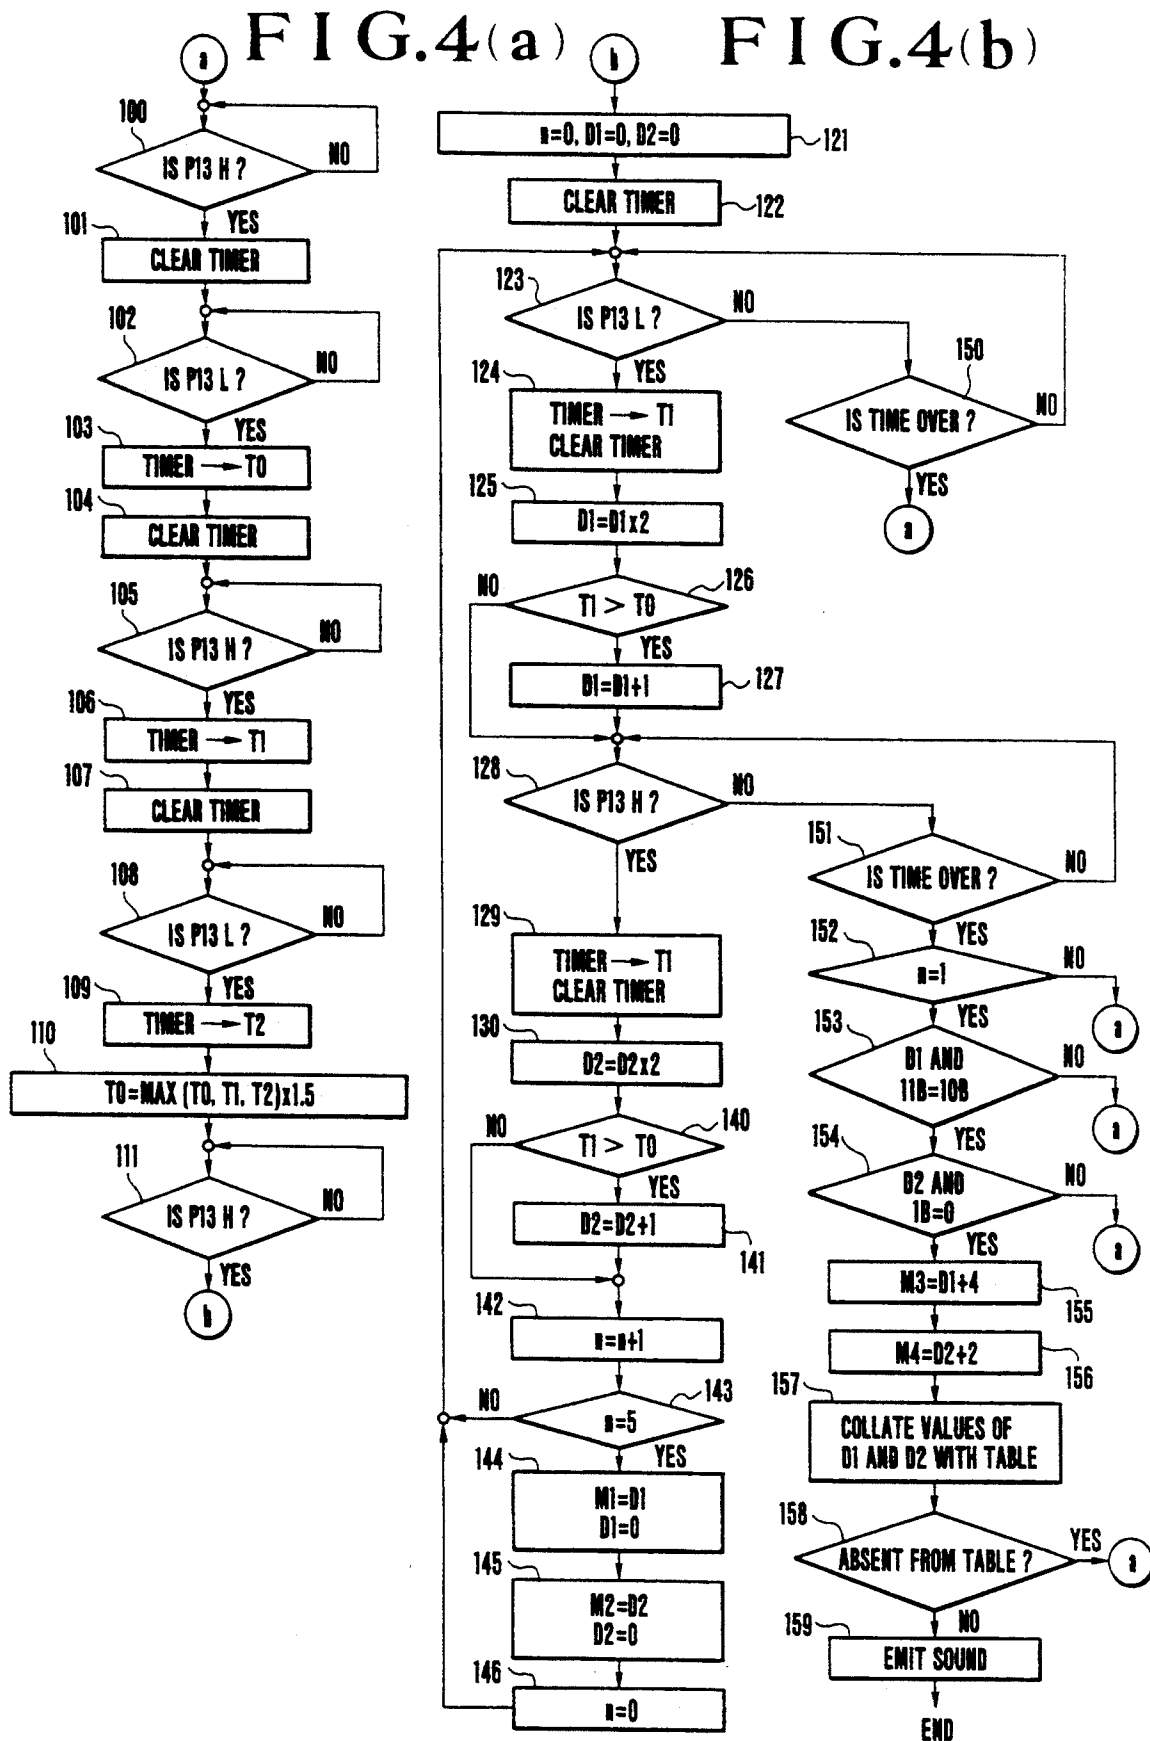 FIG.4(a)
a
100
IS P13 H ?
NO
YES
101
CLEAR TIMER
102
IS P13 L ?
NO
YES
103
TIMER → T0
104
CLEAR TIMER
105
IS P13 H ?
NO
YES
106
TIMER → T1
107
CLEAR TIMER
108
IS P13 L ?
NO
YES
109
TIMER → T2
110
T0=MAX (T0, T1, T2)x1.5
111
IS P13 H ?
NO
YES
b
FIG.4(b)
b
n=0, D1=0, D2=0
121
CLEAR TIMER
122
123
IS P13 L ?
NO
YES
150
IS TIME OVER ?
NO
YES
a
124
TIMER → T1
CLEAR TIMER
125
D1=D1x2
126
T1 > T0
NO
YES
D1=D1+1
127
128
IS P13 H ?
NO
YES
129
TIMER → T1
CLEAR TIMER
130
D2=D2x2
140
T1 > T0
NO
YES
D2=D2+1
141
142
n=n+1
143
n=5
NO
YES
144
M1=D1
D1=0
145
M2=D2
D2=0
146
n=0
151
IS TIME OVER ?
NO
YES
152
n=1
NO
a
YES
153
D1 AND
11B=10B
NO
a
YES
154
D2 AND
1B=0
NO
a
YES
M3=D1+4
155
M4=D2+2
156
157
COLLATE VALUES OF
D1 AND D2 WITH TABLE
158
ABSENT FROM TABLE ?
YES
a
NO
159
EMIT SOUND
END